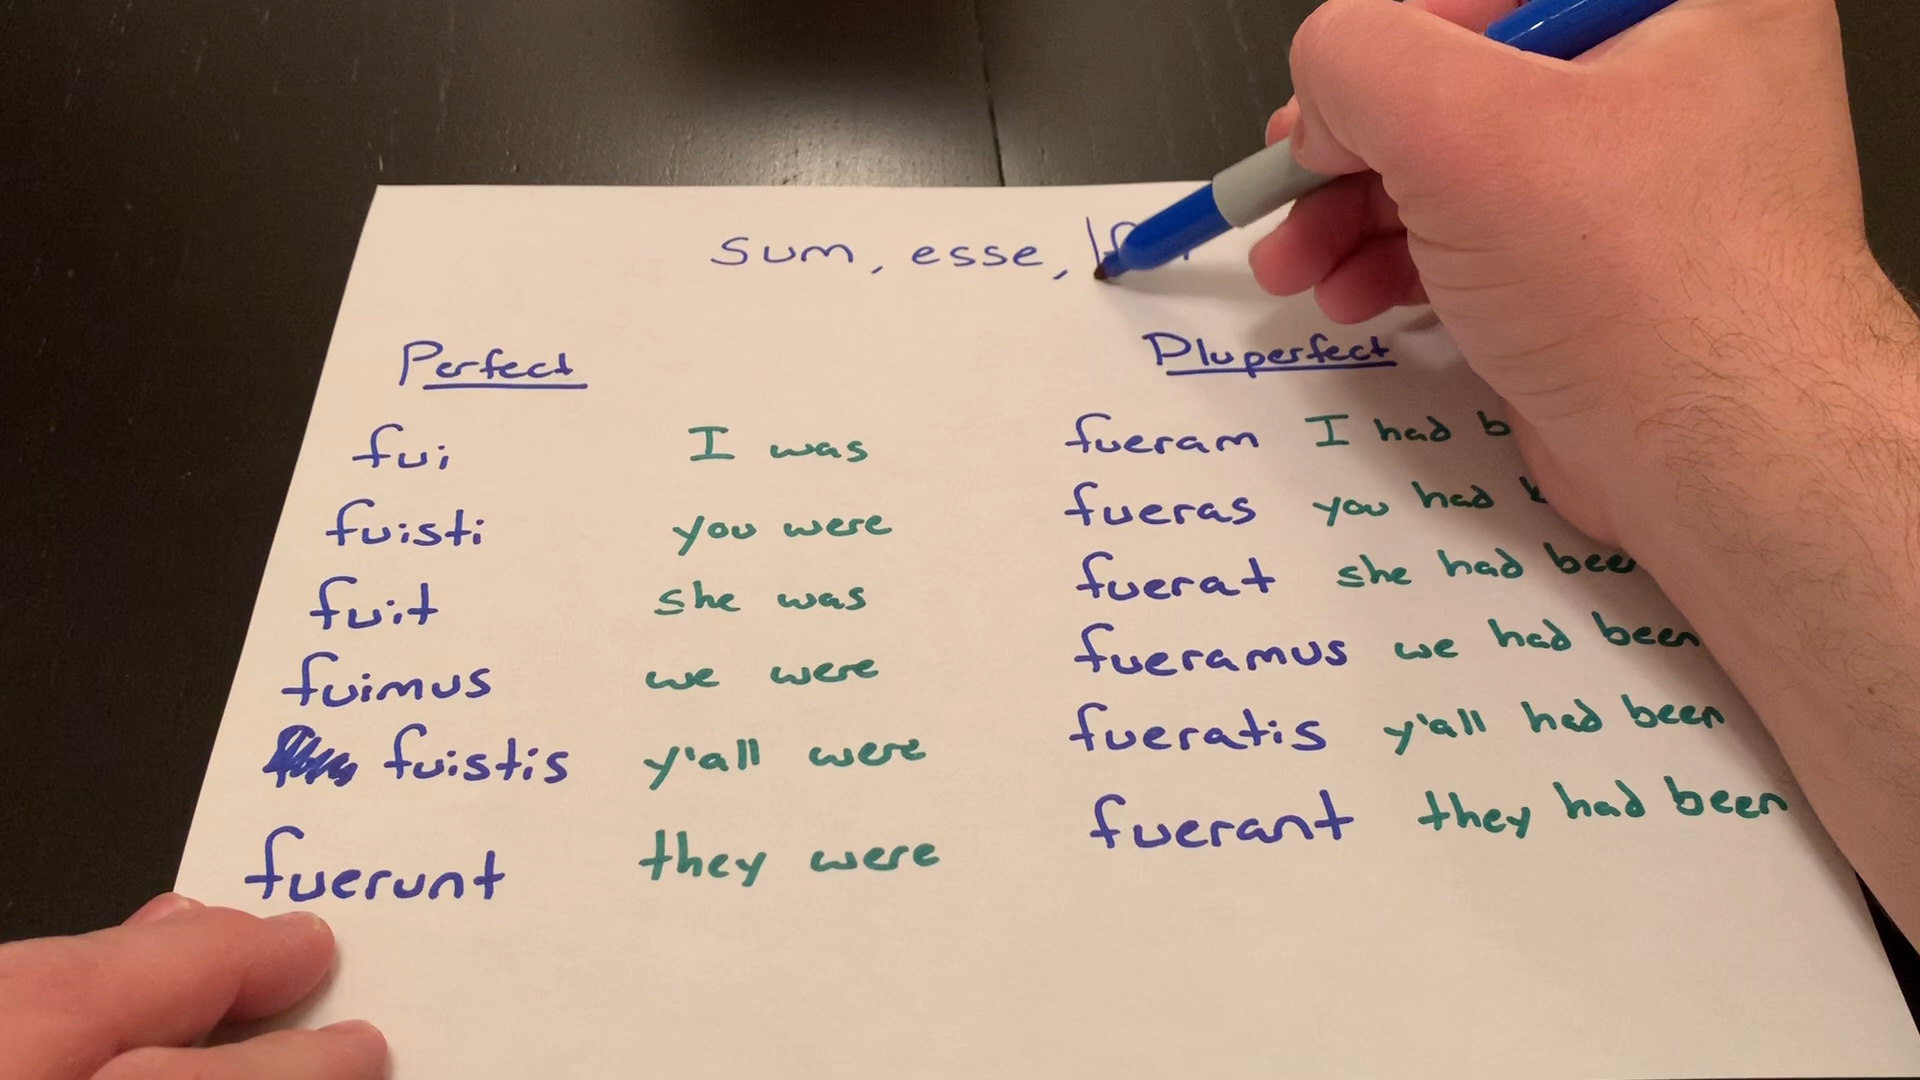 sum, esse,
Perfect Pluperfect
fui I was fueram I had
fuisti you were fueras you had
fuit she was fuerat she had been
fuimus we were fueramus we had been
fuistis y'all were fueratis y'all had been
fuerunt they were fuerant they had been